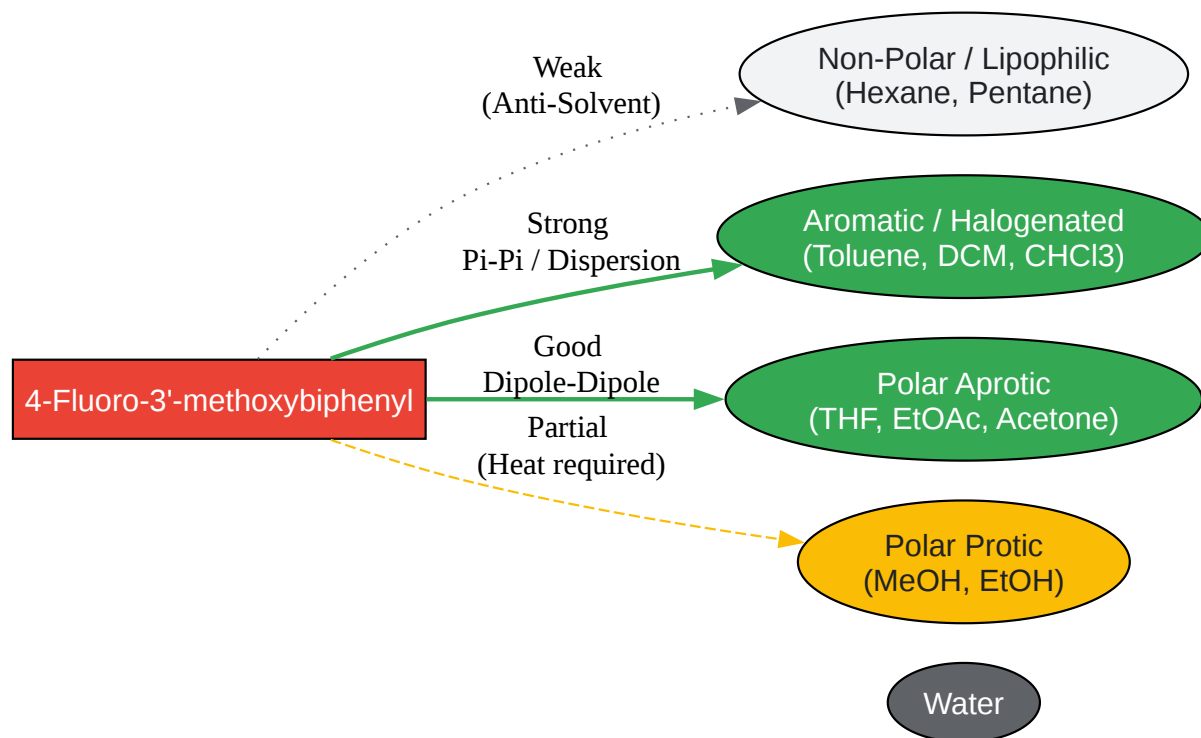 Weak
(Anti-Solvent)
Non-Polar / Lipophilic
(Hexane, Pentane)
Strong
Pi-Pi / Dispersion
Aromatic / Halogenated
(Toluene, DCM, CHCl3)
4-Fluoro-3'-methoxybiphenyl
Good
Dipole-Dipole
Polar Aprotic
(THF, EtOAc, Acetone)
Partial
(Heat required)
Polar Protic
(MeOH, EtOH)
Water